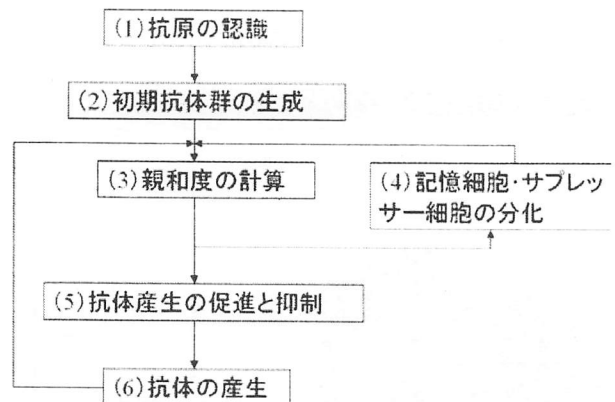 (1)抗原の認識
(2)初期抗体群の生成
(3)親和度の計算
(4)記憶細胞・サプレッ
サー細胞の分化
(5)抗体産生の促進と抑制
(6)抗体の産生